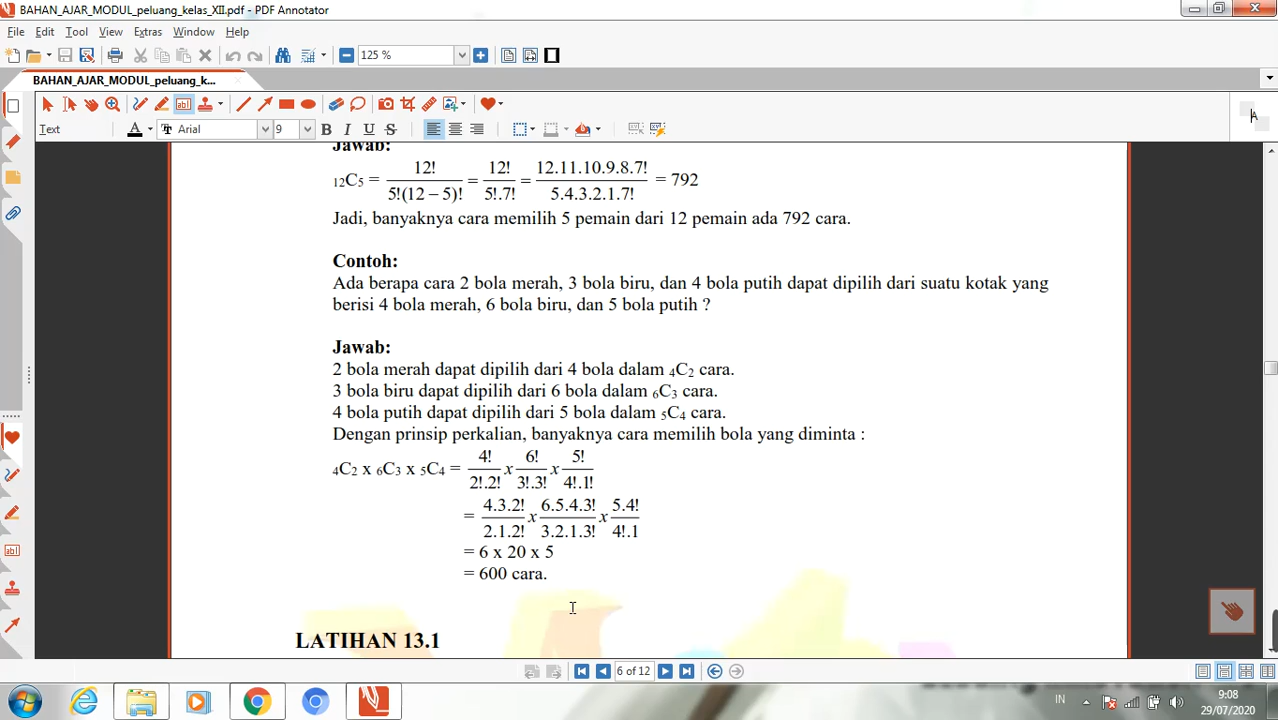 BAHAN_AJAR_MODUL_peluang_kelas_XII.pdf - PDF Annotator
File Edit Tool View Extras Window Help
125 %
BAHAN_AJAR_MODUL_peluang_k...
Text Arial 9 B I U S
A
Jawab:
₁₂C₅ = 12!/(5!(12 – 5)!) = 12!/(5!.7!) = 12.11.10.9.8.7!/(5.4.3.2.1.7!) = 792
Jadi, banyaknya cara memilih 5 pemain dari 12 pemain ada 792 cara.
Contoh:
Ada berapa cara 2 bola merah, 3 bola biru, dan 4 bola putih dapat dipilih dari suatu kotak yang
berisi 4 bola merah, 6 bola biru, dan 5 bola putih ?
Jawab:
2 bola merah dapat dipilih dari 4 bola dalam ₄C₂ cara.
3 bola biru dapat dipilih dari 6 bola dalam ₆C₃ cara.
4 bola putih dapat dipilih dari 5 bola dalam ₅C₄ cara.
Dengan prinsip perkalian, banyaknya cara memilih bola yang diminta :
₄C₂ x ₆C₃ x ₅C₄ = 4!/(2!.2!) x 6!/(3!.3!) x 5!/(4!.1!)
= 4.3.2!/(2.1.2!) x 6.5.4.3!/(3.2.1.3!) x 5.4!/(4!.1)
= 6 x 20 x 5
= 600 cara.
LATIHAN 13.1
6 of 12
IN
9:08
29/07/2020